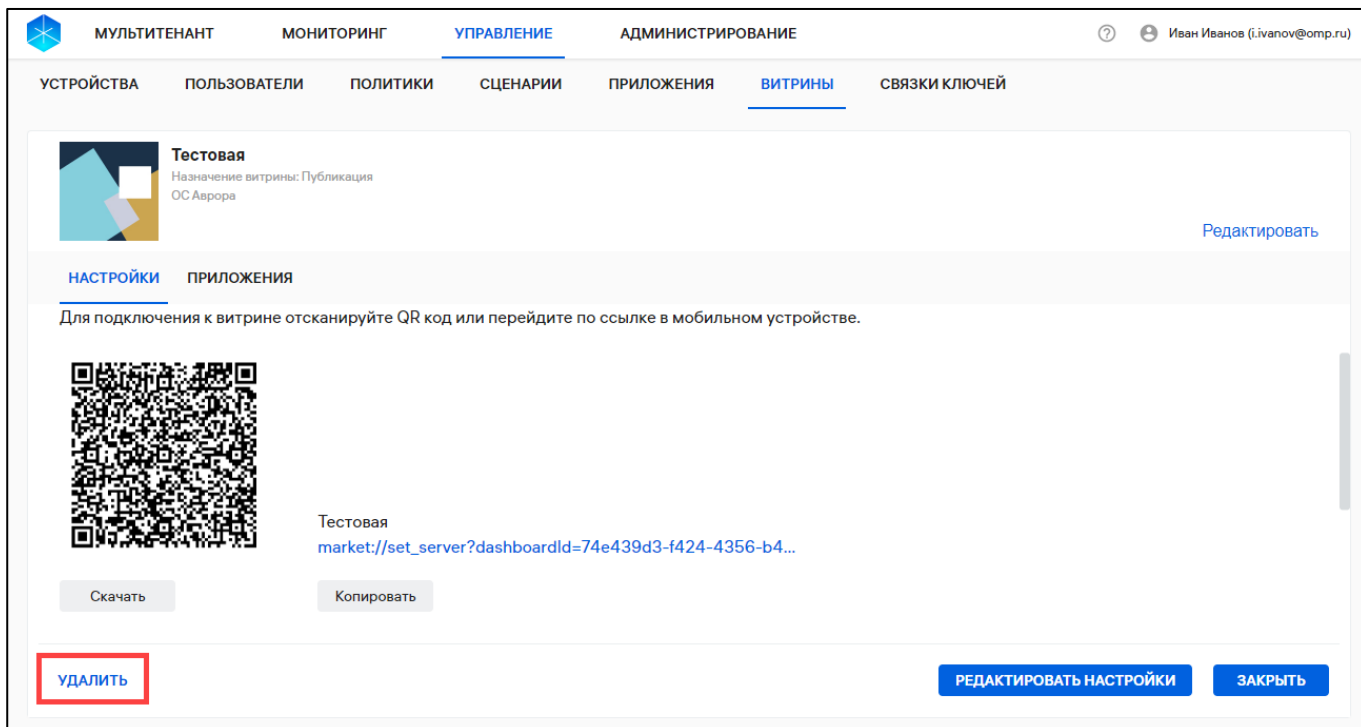 МУЛЬТИТЕНАНТ МОНИТОРИНГ УПРАВЛЕНИЕ АДМИНИСТРИРОВАНИЕ ? Иван Иванов (i.ivanov@omp.ru)
УСТРОЙСТВА ПОЛЬЗОВАТЕЛИ ПОЛИТИКИ СЦЕНАРИИ ПРИЛОЖЕНИЯ ВИТРИНЫ СВЯЗКИ КЛЮЧЕЙ
Тестовая
Назначение витрины: Публикация
ОС Аврора
Редактировать
НАСТРОЙКИ ПРИЛОЖЕНИЯ
Для подключения к витрине отсканируйте QR код или перейдите по ссылке в мобильном устройстве.
Тестовая
market://set_server?dashboardId=74e439d3-f424-4356-b4...
Скачать Копировать
УДАЛИТЬ РЕДАКТИРОВАТЬ НАСТРОЙКИ ЗАКРЫТЬ